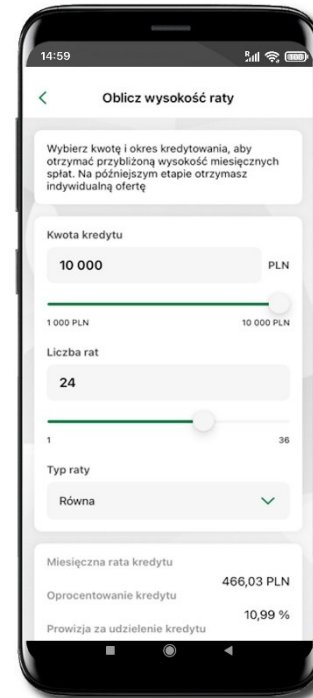 14:59
Oblicz wysokość raty
Wybierz kwotę i okres kredytowania, aby
otrzymać przybliżoną wysokość miesięcznych
spłat. Na późniejszym etapie otrzymasz
indywidualną ofertę
Kwota kredytu
10 000 PLN
1 000 PLN 10 000 PLN
Liczba rat
24
1 36
Typ raty
Równa
Miesięczna rata kredytu
466,03 PLN
Oprocentowanie kredytu
10,99 %
Prowizja za udzielenie kredytu